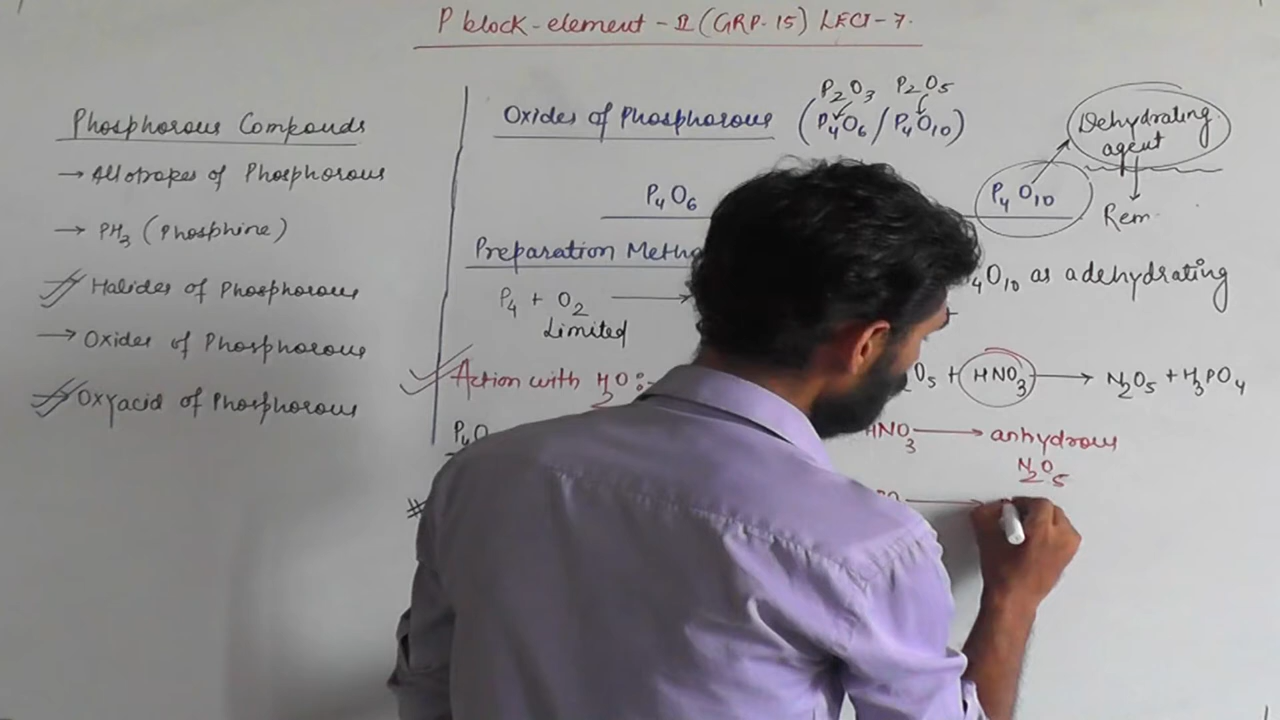 P block-element - II (GRP-15) LECT-7.
Phosphorous Compouds
→ Allotropes of Phosphorous
→ PH3 (Phosphine)
Halides of Phosphorous
→ Oxides of Phosphorous
Oxyacid of Phosphorous
P2O3 P2O5
Oxides of Phosphorous (P4O6/P4O10)
P4O6
Preparation Metho
P4 + O2 →
Limited
Action with H2O:-
P4O
Dehydrating
agent
P4O10
Rem
4O10 as a dehydrating
O5 + HNO3 → N2O5 + H3PO4
HNO3 → anhydrous
N2O5